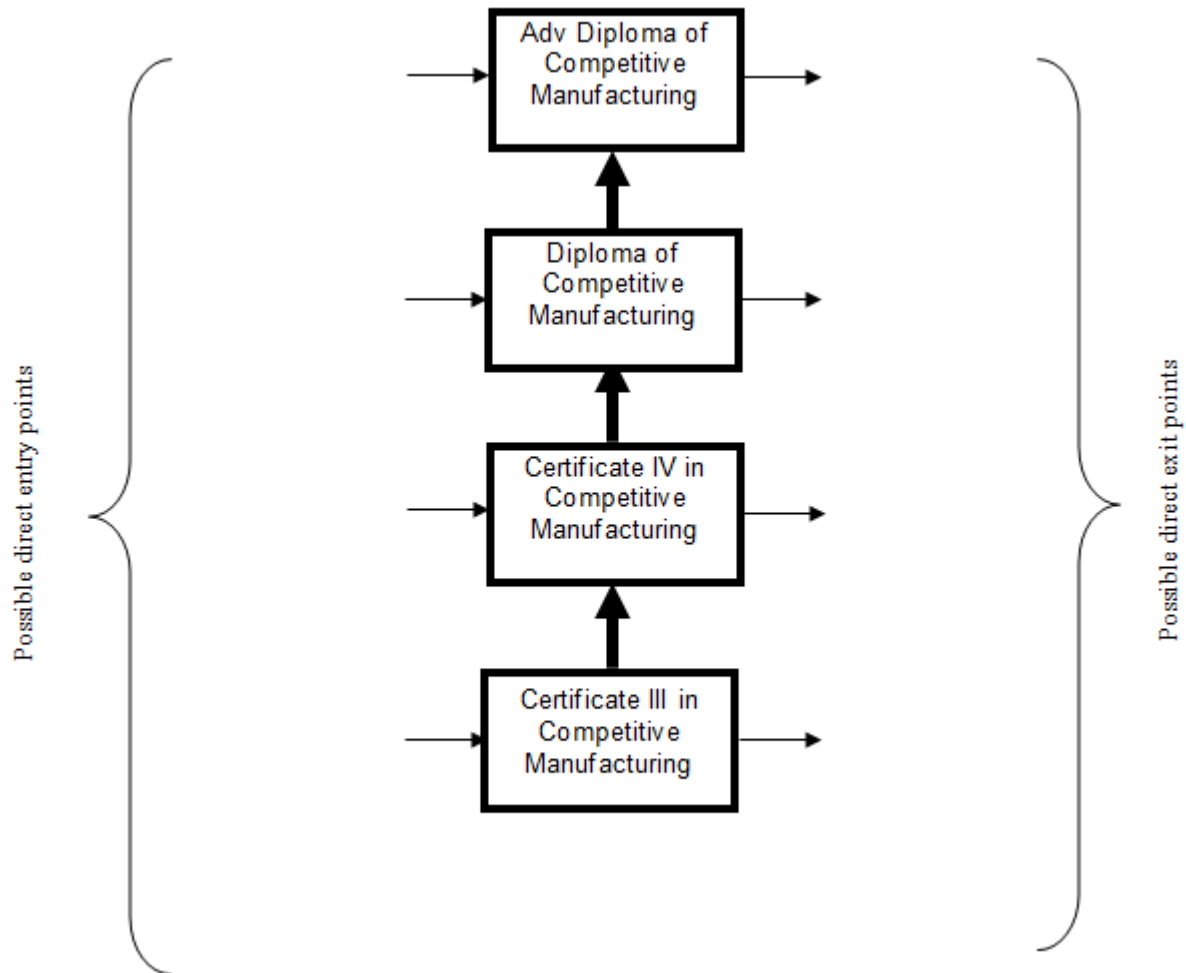 Adv Diploma of
Competitive
Manufacturing
Diploma of
Competitive
Manufacturing
Possible direct entry points
Possible direct exit points
Certificate IV in
Competitive
Manufacturing
Certificate III in
Competitive
Manufacturing